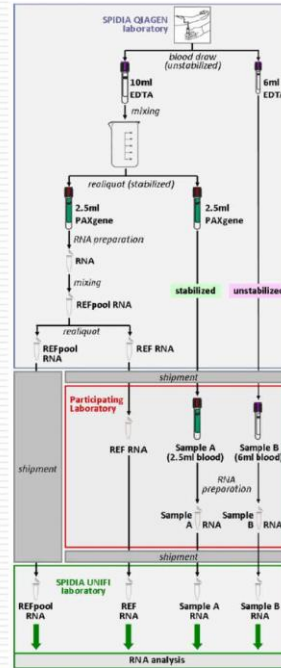 SPIDIA QIAGEN
laboratory
blood draw
(unstabilized)
10ml
EDTA
6ml
EDTA
mixing
realiquot (stabilized)
2.5ml
PAXgene
2.5ml
PAXgene
RNA preparation
RNA
mixing
REFpool RNA
stabilized
unstabilized
realiquot
REFpool
RNA
REF RNA
shipment
shipment
Participating
Laboratory
REF RNA
Sample A
(2.5ml blood)
Sample B
(6ml blood)
RNA
preparation
Sample
A
RNA
Sample
B
RNA
shipment
SPIDIA UNIFI
laboratory
REFpool
RNA
REF
RNA
Sample A
RNA
Sample B
RNA
RNA analysis